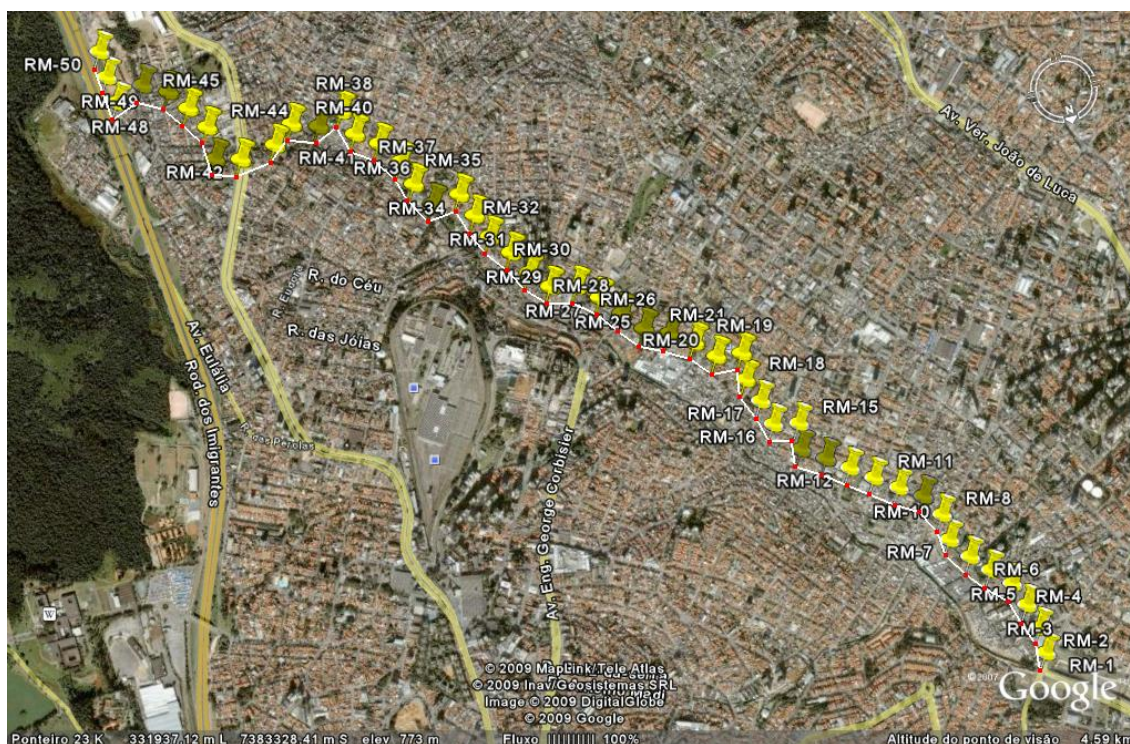 RM-50
RM-49
RM-48
RM-45
RM-44
RM-42
RM-38
RM-40
RM-41
RM-37
RM-36
RM-35
RM-34
RM-32
RM-31
RM-30
RM-29
RM-28
RM-27
RM-26
RM-25
RM-21
RM-20
RM-19
RM-18
RM-17
RM-16
RM-15
RM-12
RM-11
RM-10
RM-8
RM-7
RM-6
RM-5
RM-4
RM-3
RM-2
RM-1
N
Av. Ver. João de Luca
R. do Céu
R. das Jóias
Av. Eulália
Rod. dos Imigrantes
R. das Perolas
Av. Eng. George Corbisier
W
© 2009 MapLink/Tele Atlas
© 2009 Inav/Geosistemas SRL
Image © 2009 DigitalGlobe
© 2009 Google
©2007 Google
Ponteiro 23 K 331937.12 m L 7383328.41 m S elev 773 m Fluxo |||||||||| 100% Altitude do ponto de visão 4.59 km